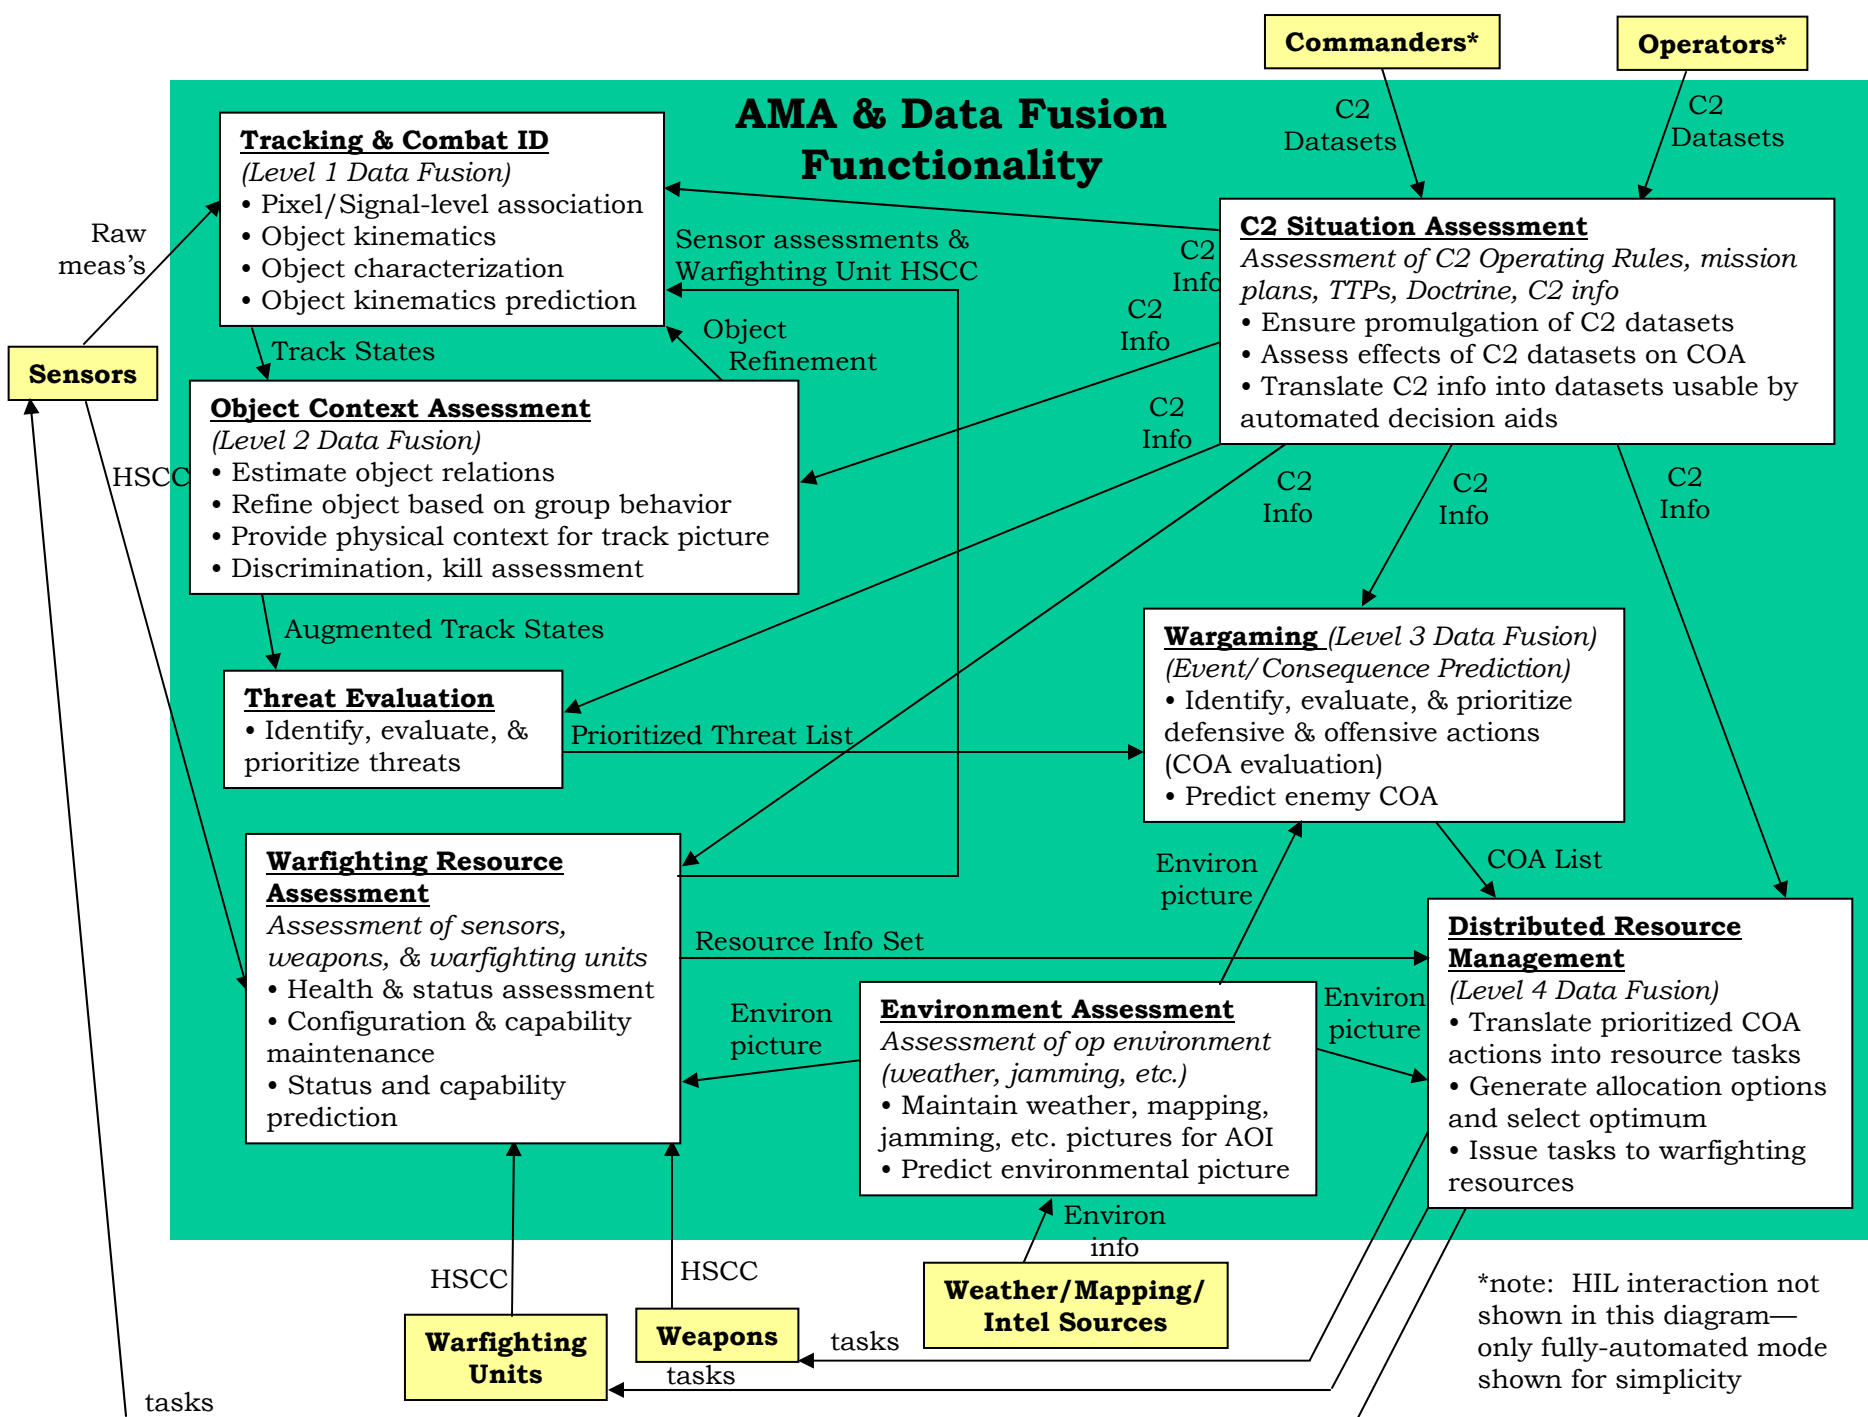 Commanders*
Operators*
AMA & Data Fusion
Functionality
C2
Datasets
C2
Datasets
Tracking & Combat ID
(Level 1 Data Fusion)
• Pixel/Signal-level association
• Object kinematics
• Object characterization
• Object kinematics prediction
Raw
meas's
Sensor assessments &
Warfighting Unit HSCC
C2
Info
C2 Situation Assessment
Assessment of C2 Operating Rules, mission
plans, TTPs, Doctrine, C2 info
• Ensure promulgation of C2 datasets
• Assess effects of C2 datasets on COA
• Translate C2 info into datasets usable by
automated decision aids
C2
Info
Object
Refinement
Track States
Sensors
Object Context Assessment
(Level 2 Data Fusion)
• Estimate object relations
• Refine object based on group behavior
• Provide physical context for track picture
• Discrimination, kill assessment
C2
Info
HSCC
C2
Info
C2
Info
C2
Info
Augmented Track States
Wargaming (Level 3 Data Fusion)
(Event/Consequence Prediction)
• Identify, evaluate, & prioritize
defensive & offensive actions
(COA evaluation)
• Predict enemy COA
Threat Evaluation
• Identify, evaluate, &
prioritize threats
Prioritized Threat List
Warfighting Resource
Assessment
Assessment of sensors,
weapons, & warfighting units
• Health & status assessment
• Configuration & capability
maintenance
• Status and capability
prediction
Environ
picture
COA List
Resource Info Set
Distributed Resource
Management
(Level 4 Data Fusion)
• Translate prioritized COA
actions into resource tasks
• Generate allocation options
and select optimum
• Issue tasks to warfighting
resources
Environ
picture
Environment Assessment
Assessment of op environment
(weather, jamming, etc.)
• Maintain weather, mapping,
jamming, etc. pictures for AOI
• Predict environmental picture
Environ
picture
Environ
info
HSCC
HSCC
Weather/Mapping/
Intel Sources
*note: HIL interaction not
shown in this diagram—
only fully-automated mode
shown for simplicity
Warfighting
Units
Weapons
tasks
tasks
tasks